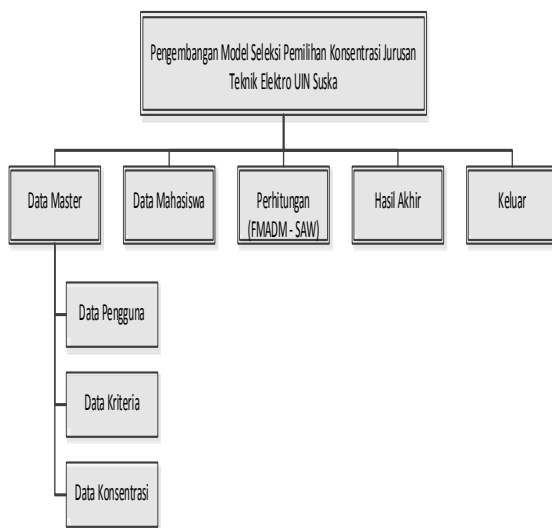 Pengembangan Model Seleksi Pemilihan Konsentrasi Jurusan
Teknik Elektro UIN Suska
Data Master
Data Mahasiswa
Perhitungan
(FMADM - SAW)
Hasil Akhir
Keluar
Data Pengguna
Data Kriteria
Data Konsentrasi